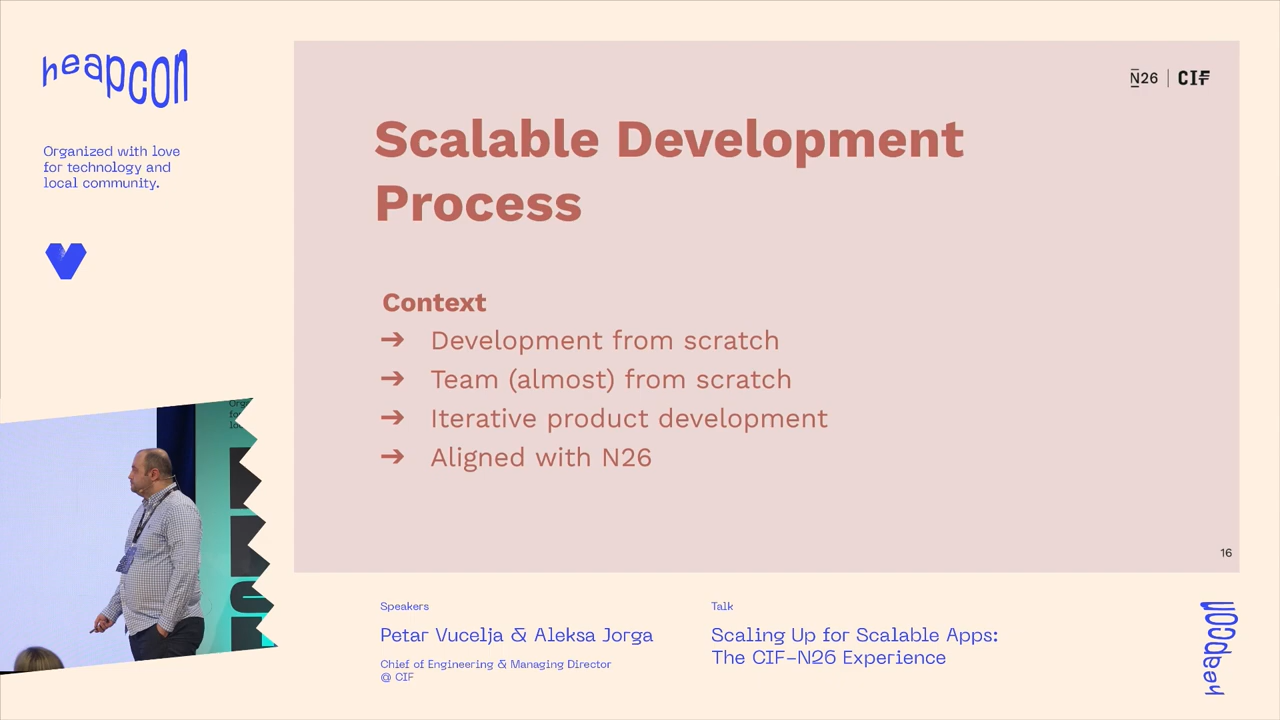 heapcon
Organized with love
for technology and
local community.
N26 | CIF
Scalable Development
Process
Context
➔ Development from scratch
➔ Team (almost) from scratch
➔ Iterative product development
➔ Aligned with N26
16
Speakers
Petar Vucelja & Aleksa Jorga
Chief of Engineering & Managing Director
@ CIF
Talk
Scaling Up for Scalable Apps:
The CIF-N26 Experience
heapcon